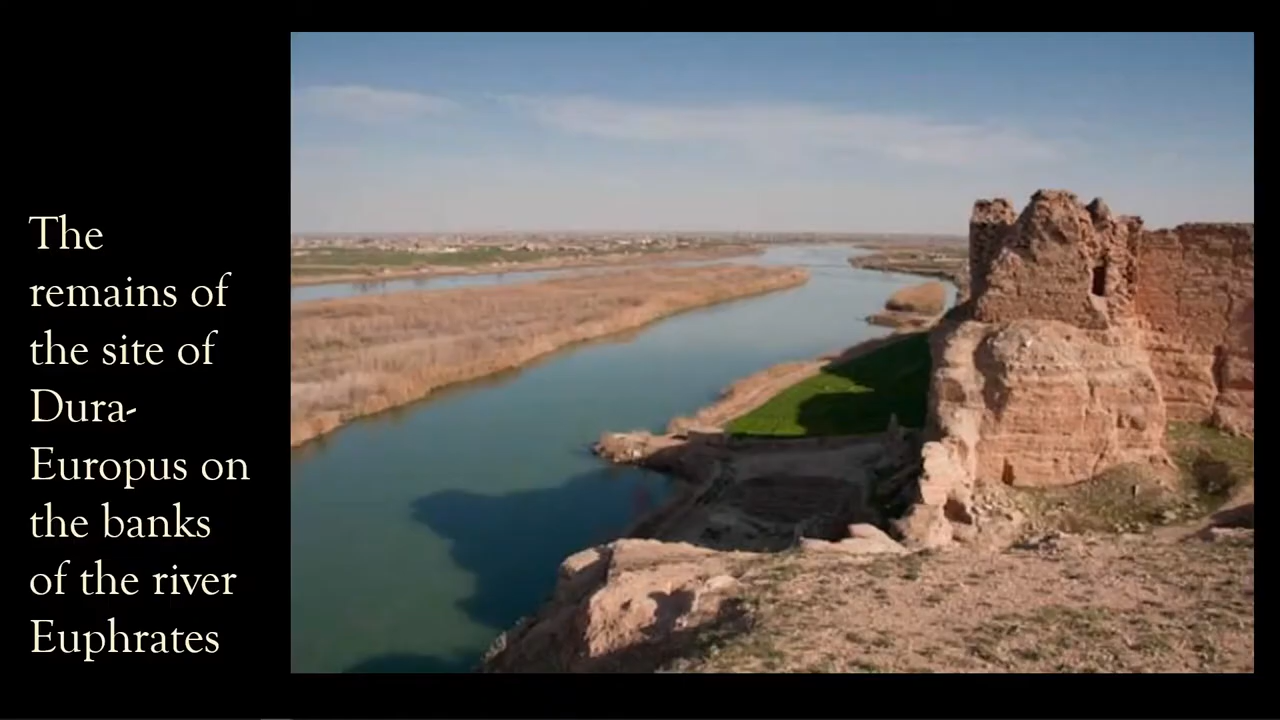 The
remains of
the site of
Dura-
Europus on
the banks
of the river
Euphrates